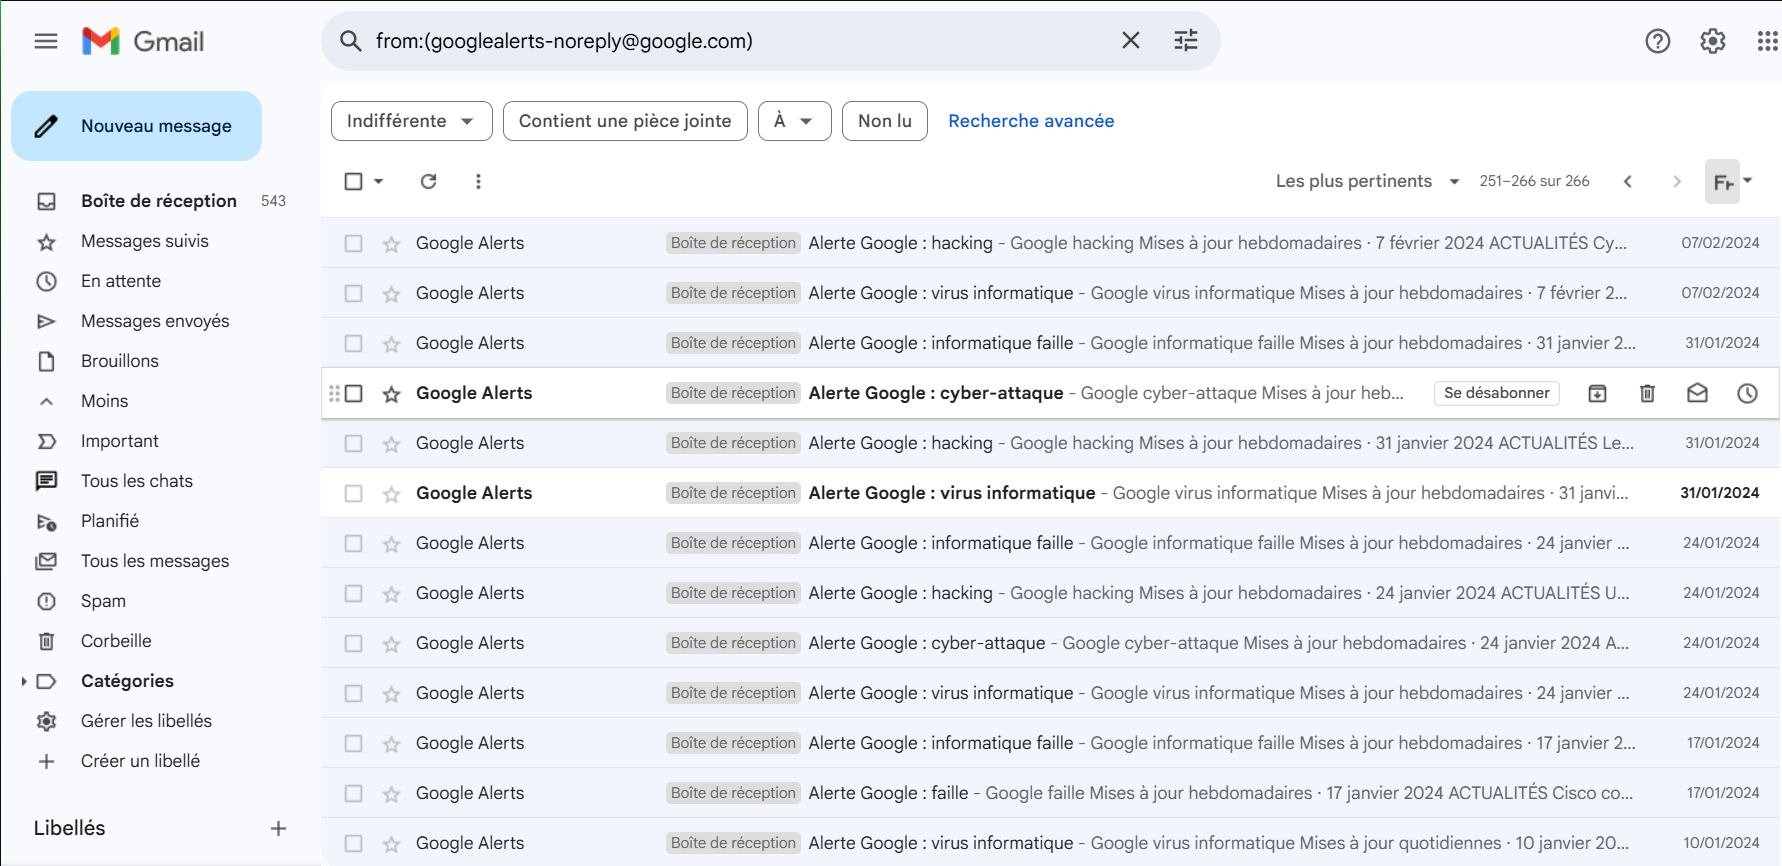 Gmail
from:(googlealerts-noreply@google.com)
Nouveau message
Indifférente
Contient une pièce jointe
À
Non lu
Recherche avancée
Les plus pertinents
251–266 sur 266
Fr
Boîte de réception 543
Messages suivis
En attente
Messages envoyés
Brouillons
Moins
Important
Tous les chats
Planifié
Tous les messages
Spam
Corbeille
Catégories
Gérer les libellés
Créer un libellé
Libellés
Google Alerts Boîte de réception Alerte Google : hacking - Google hacking Mises à jour hebdomadaires · 7 février 2024 ACTUALITÉS Cy... 07/02/2024
Google Alerts Boîte de réception Alerte Google : virus informatique - Google virus informatique Mises à jour hebdomadaires · 7 février 2... 07/02/2024
Google Alerts Boîte de réception Alerte Google : informatique faille - Google informatique faille Mises à jour hebdomadaires · 31 janvier 2... 31/01/2024
Google Alerts Boîte de réception Alerte Google : cyber-attaque - Google cyber-attaque Mises à jour heb... Se désabonner
Google Alerts Boîte de réception Alerte Google : hacking - Google hacking Mises à jour hebdomadaires · 31 janvier 2024 ACTUALITÉS Le... 31/01/2024
Google Alerts Boîte de réception Alerte Google : virus informatique - Google virus informatique Mises à jour hebdomadaires · 31 janvi... 31/01/2024
Google Alerts Boîte de réception Alerte Google : informatique faille - Google informatique faille Mises à jour hebdomadaires · 24 janvier ... 24/01/2024
Google Alerts Boîte de réception Alerte Google : hacking - Google hacking Mises à jour hebdomadaires · 24 janvier 2024 ACTUALITÉS U... 24/01/2024
Google Alerts Boîte de réception Alerte Google : cyber-attaque - Google cyber-attaque Mises à jour hebdomadaires · 24 janvier 2024 A... 24/01/2024
Google Alerts Boîte de réception Alerte Google : virus informatique - Google virus informatique Mises à jour hebdomadaires · 24 janvier ... 24/01/2024
Google Alerts Boîte de réception Alerte Google : informatique faille - Google informatique faille Mises à jour hebdomadaires · 17 janvier 2... 17/01/2024
Google Alerts Boîte de réception Alerte Google : faille - Google faille Mises à jour hebdomadaires · 17 janvier 2024 ACTUALITÉS Cisco co... 17/01/2024
Google Alerts Boîte de réception Alerte Google : virus informatique - Google virus informatique Mises à jour quotidiennes · 10 janvier 20... 10/01/2024